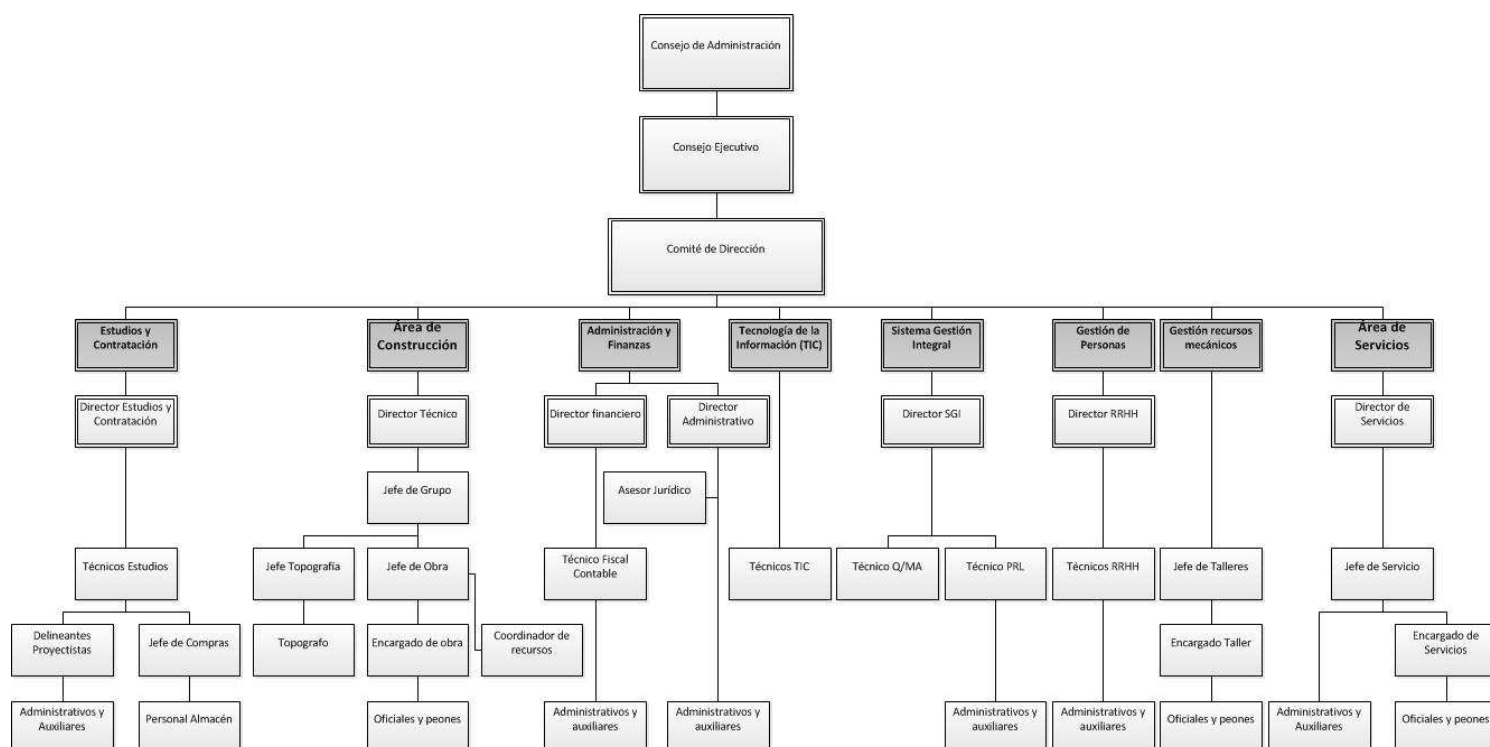 Consejo de Administración
Consejo Ejecutivo
Comité de Dirección
Estudios y
Contratación
Área de
Construcción
Administración y
Finanzas
Tecnología de la
Información (TIC)
Sistema Gestión
Integral
Gestión de
Personas
Gestión recursos
mecánicos
Área de
Servicios
Director Estudios y
Contratación
Director Técnico
Director financiero
Director
Administrativo
Director SGI
Director RRHH
Director de
Servicios
Jefe de Grupo
Asesor Jurídico
Técnicos Estudios
Jefe Topografía
Jefe de Obra
Técnico Fiscal
Contable
Técnicos TIC
Técnico Q/MA
Técnico PRL
Técnicos RRHH
Jefe de Talleres
Jefe de Servicio
Delineantes
Proyectistas
Jefe de Compras
Topografo
Encargado de obra
Coordinador de
recursos
Encargado Taller
Encargado de
Servicios
Administrativos y
Auxiliares
Personal Almacén
Oficiales y peones
Administrativos y
auxiliares
Administrativos y
auxiliares
Administrativos y
auxiliares
Administrativos y
auxiliares
Oficiales y peones
Administrativos y
Auxiliares
Oficiales y peones